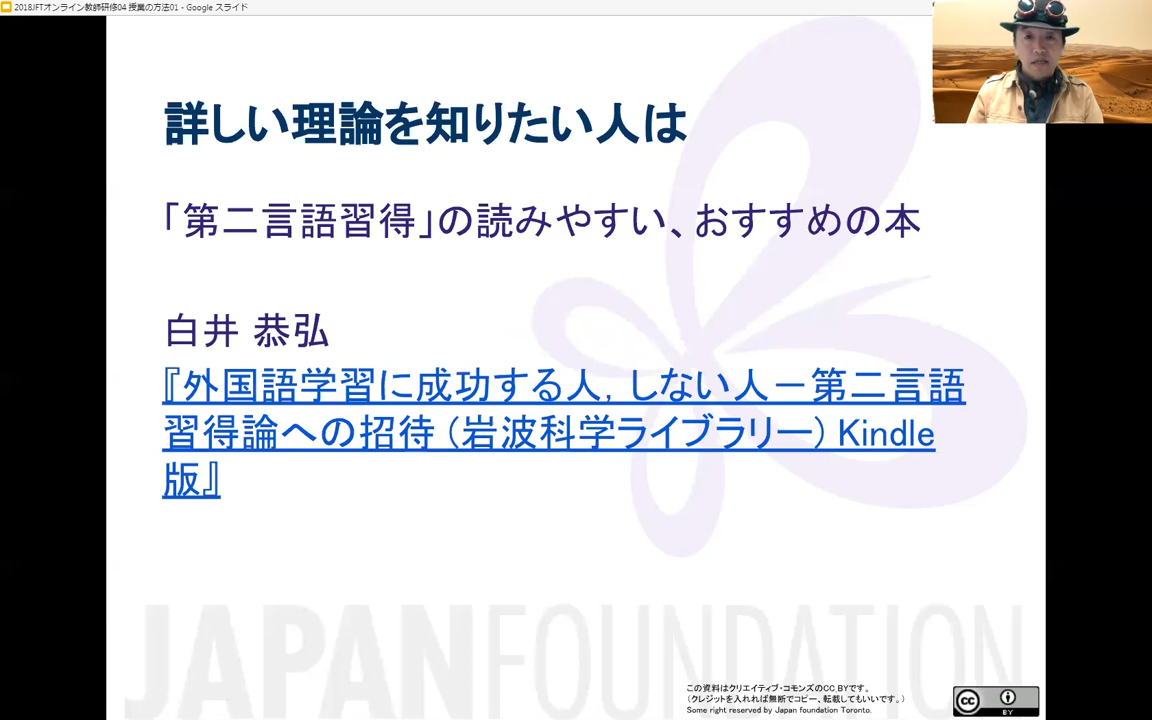 2018JFTオンライン教師研修04 授業の方法01 - Google スライド
詳しい理論を知りたい人は
「第二言語習得」の読みやすい、おすすめの本
白井 恭弘
『外国語学習に成功する人, しない人－第二言語
習得論への招待 (岩波科学ライブラリー) Kindle
版』
JAPANFOUNDATION
この資料はクリエイティブ・コモンズのCC BYです。
(クレジットを入れれば無断でコピー、転載してもいいです。)
Some right reserved by Japan foundation Toronto.
cc
BY